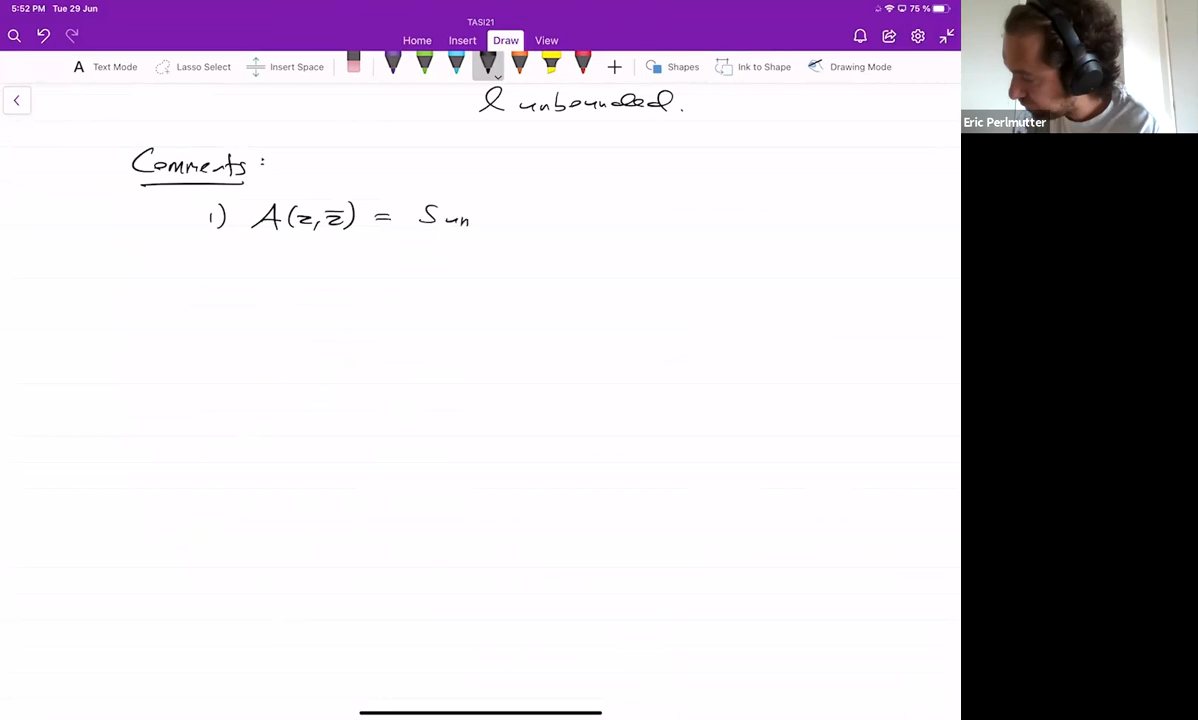 5:52 PM Tue 29 Jun
75 %
TASI21
Home Insert Draw View
Text Mode Lasso Select Insert Space Shapes Ink to Shape Drawing Mode
l unbounded.
Eric Perlmutter
Comments:
1) A(z, z̄) = Sum